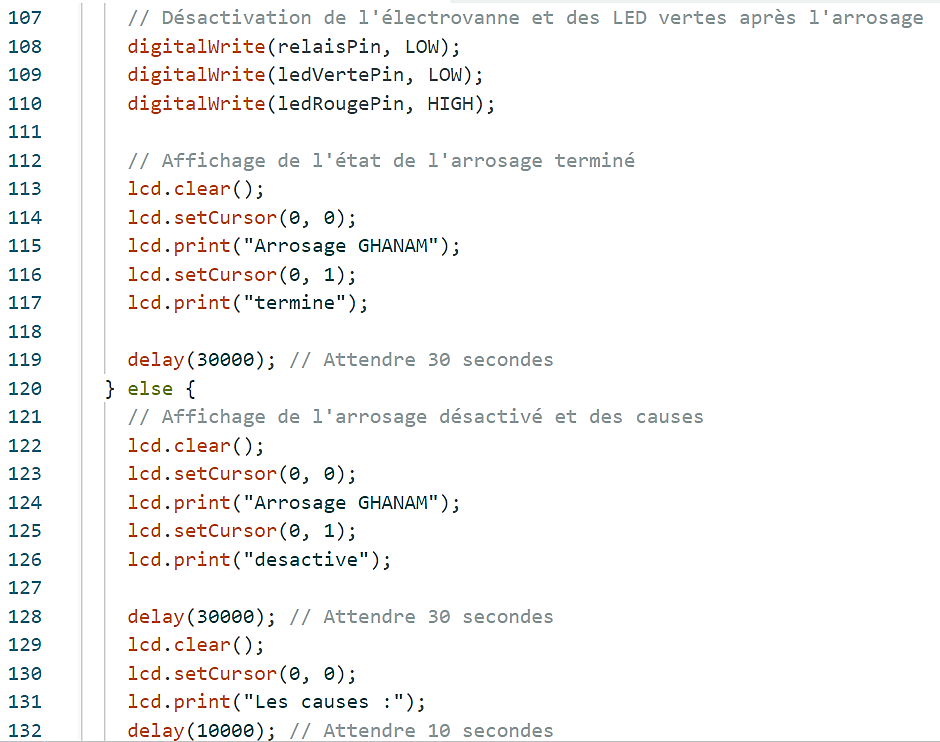 107 // Désactivation de l'électrovanne et des LED vertes après l'arrosage
108 digitalWrite(relaisPin, LOW);
109 digitalWrite(ledVertePin, LOW);
110 digitalWrite(ledRougePin, HIGH);
111
112 // Affichage de l'état de l'arrosage terminé
113 lcd.clear();
114 lcd.setCursor(0, 0);
115 lcd.print("Arrosage GHANAM");
116 lcd.setCursor(0, 1);
117 lcd.print("termine");
118
119 delay(30000); // Attendre 30 secondes
120 } else {
121 // Affichage de l'arrosage désactivé et des causes
122 lcd.clear();
123 lcd.setCursor(0, 0);
124 lcd.print("Arrosage GHANAM");
125 lcd.setCursor(0, 1);
126 lcd.print("desactive");
127
128 delay(30000); // Attendre 30 secondes
129 lcd.clear();
130 lcd.setCursor(0, 0);
131 lcd.print("Les causes :");
132 delay(10000); // Attendre 10 secondes